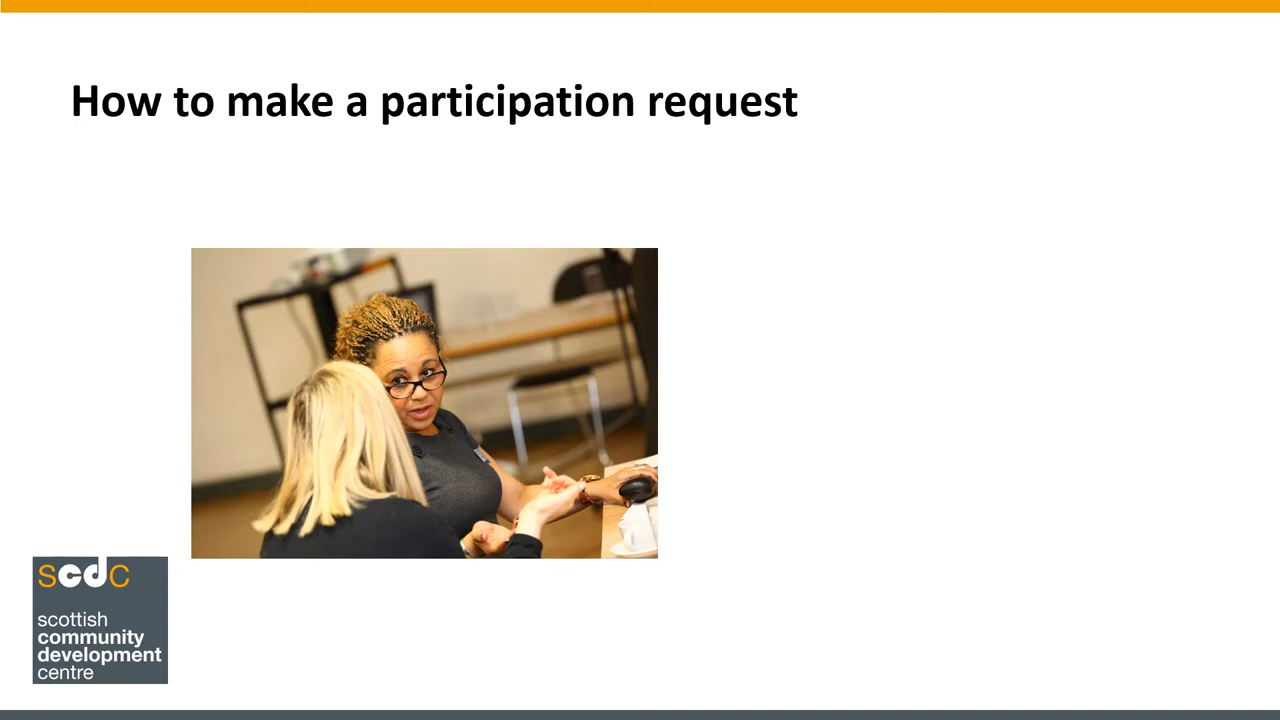 How to make a participation request
scdc
scottish
community
development
centre